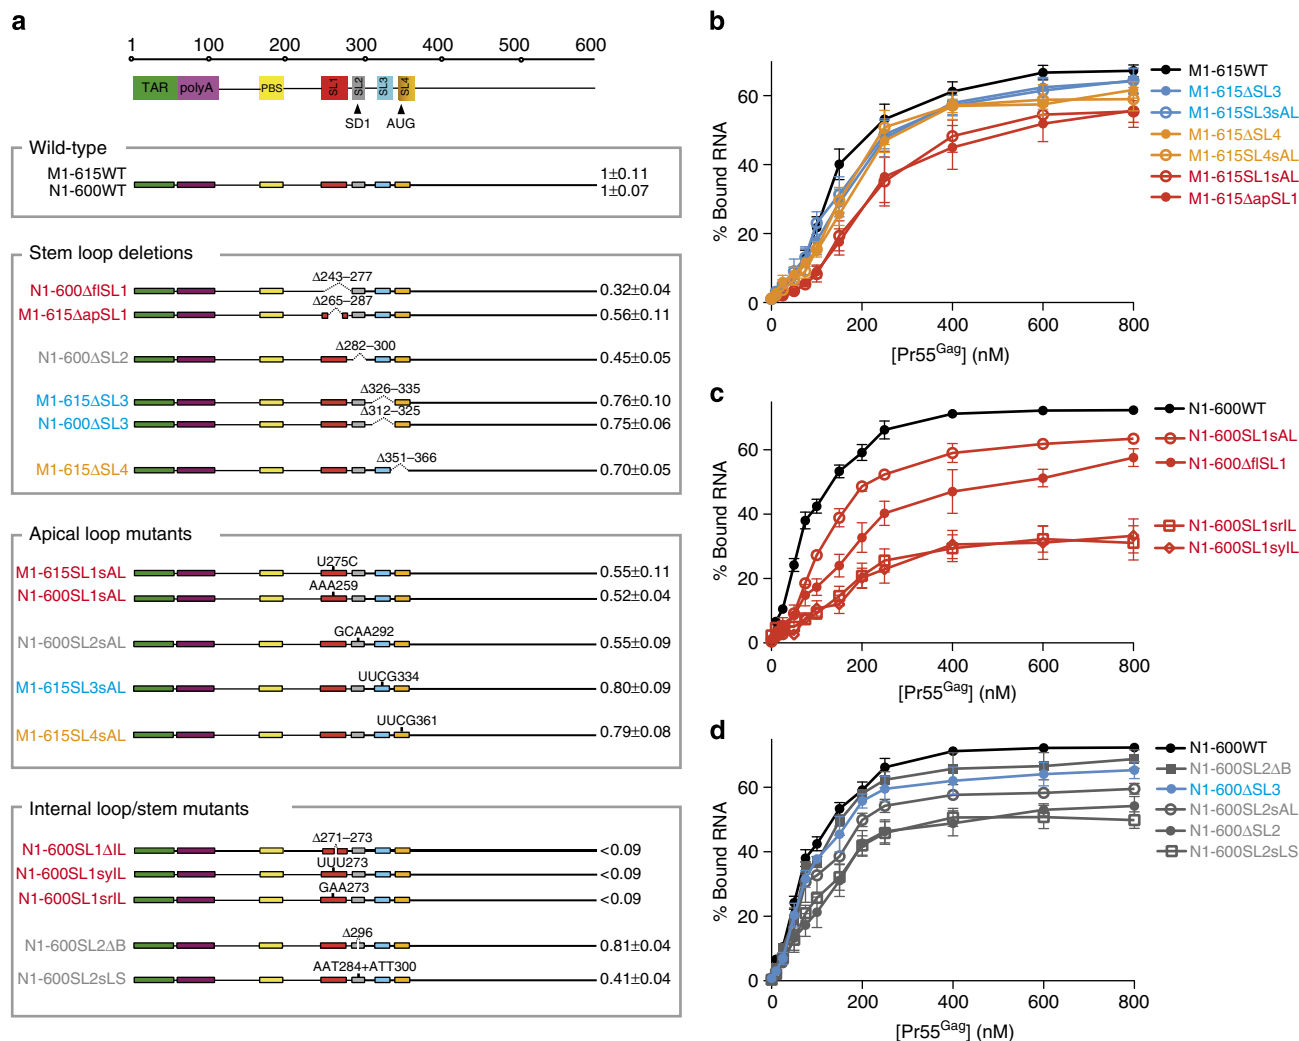 a
1 100 200 300 400 500 600
TAR polyA PBS SL1 SL2 SL3 SL4
SD1 AUG
Wild-type
M1-615WT 1±0.11
N1-600WT 1±0.07
Stem loop deletions
Δ243–277
N1-600ΔflSL1 0.32±0.04
Δ265–287
M1-615ΔapSL1 0.56±0.11
Δ282–300
N1-600ΔSL2 0.45±0.05
Δ326–335
M1-615ΔSL3 0.76±0.10
Δ312–325
N1-600ΔSL3 0.75±0.06
Δ351–366
M1-615ΔSL4 0.70±0.05
Apical loop mutants
U275C
M1-615SL1sAL 0.55±0.11
AAA259
N1-600SL1sAL 0.52±0.04
GCAA292
N1-600SL2sAL 0.55±0.09
UUCG334
M1-615SL3sAL 0.80±0.09
UUCG361
M1-615SL4sAL 0.79±0.08
Internal loop/stem mutants
Δ271–273
N1-600SL1ΔIL <0.09
UUU273
N1-600SL1syIL <0.09
GAA273
N1-600SL1srIL <0.09
Δ296
N1-600SL2ΔB 0.81±0.04
AAT284+ATT300
N1-600SL2sLS 0.41±0.04
b
% Bound RNA
60
40
20
0
0 200 400 600 800
[Pr55Gag] (nM)
M1-615WT
M1-615ΔSL3
M1-615SL3sAL
M1-615ΔSL4
M1-615SL4sAL
M1-615SL1sAL
M1-615ΔapSL1
c
% Bound RNA
60
40
20
0
0 200 400 600 800
[Pr55Gag] (nM)
N1-600WT
N1-600SL1sAL
N1-600ΔflSL1
N1-600SL1srIL
N1-600SL1syIL
d
% Bound RNA
60
40
20
0
0 200 400 600 800
[Pr55Gag] (nM)
N1-600WT
N1-600SL2ΔB
N1-600ΔSL3
N1-600SL2sAL
N1-600ΔSL2
N1-600SL2sLS